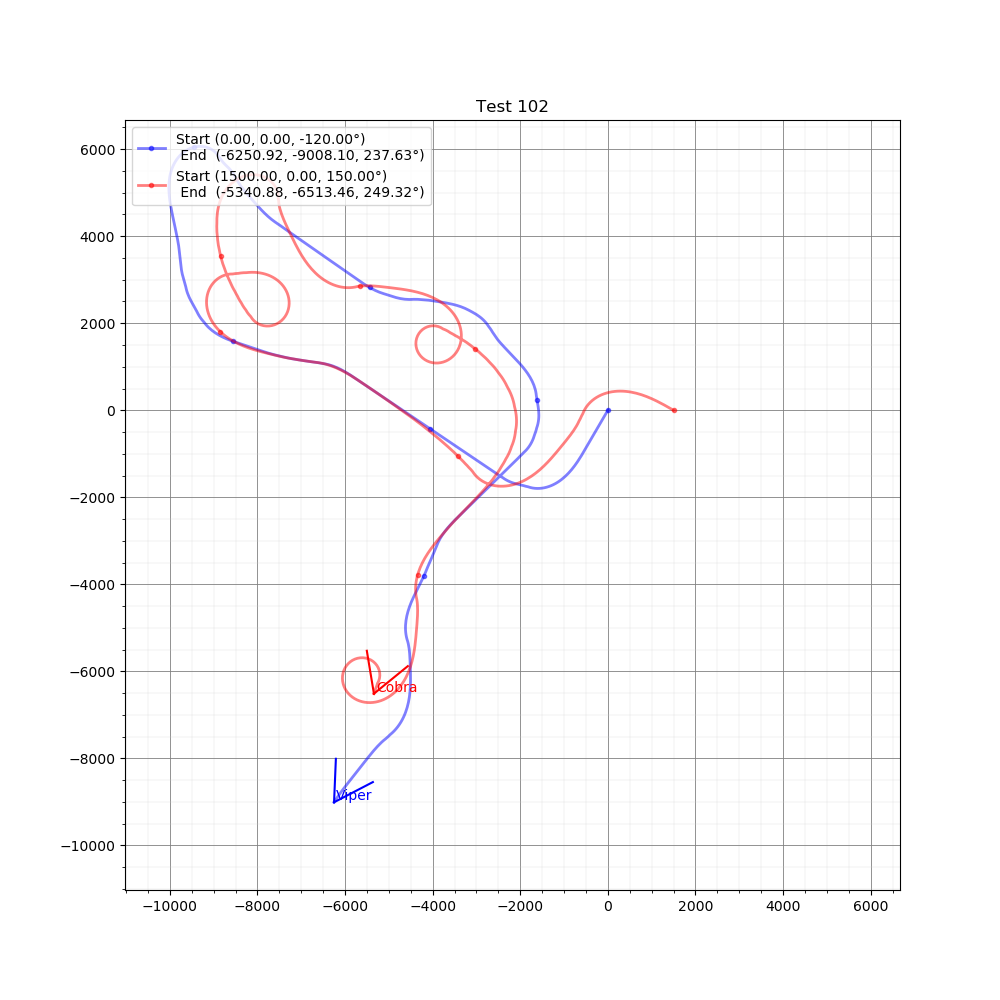 Test 102
Start (0.00, 0.00, -120.00°)
End (-6250.92, -9008.10, 237.63°)
Start (1500.00, 0.00, 150.00°)
End (-5340.88, -6513.46, 249.32°)
6000
4000
2000
0
−2000
−4000
−6000
−8000
−10000
Cobra
Viper
−10000 −8000 −6000 −4000 −2000 0 2000 4000 6000